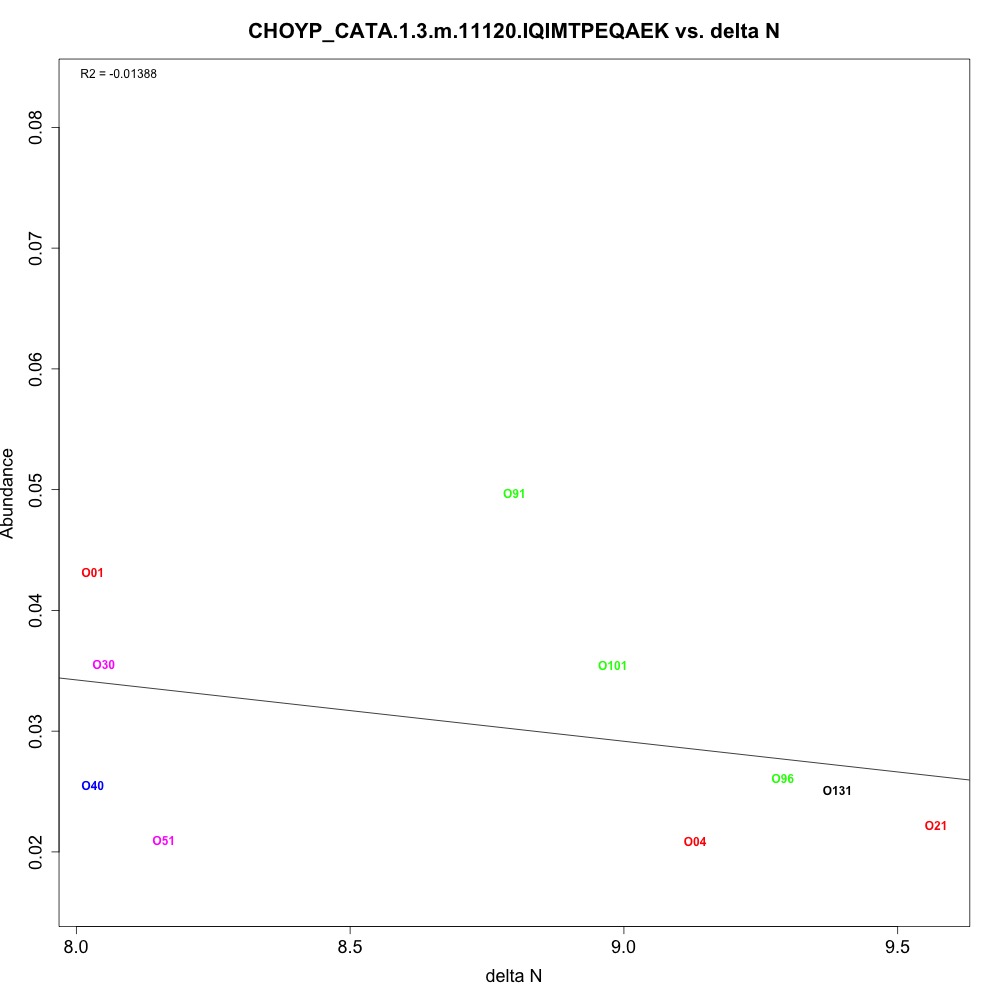 CHOYP_CATA.1.3.m.11120.IQIMTPEQAEK vs. delta N
R2 = -0.01388
0.08
0.07
0.06
0.05
0.04
0.03
0.02
Abundance
O91
O01
O30
O101
O40
O96
O131
O51
O04
O21
8.0
8.5
9.0
9.5
delta N